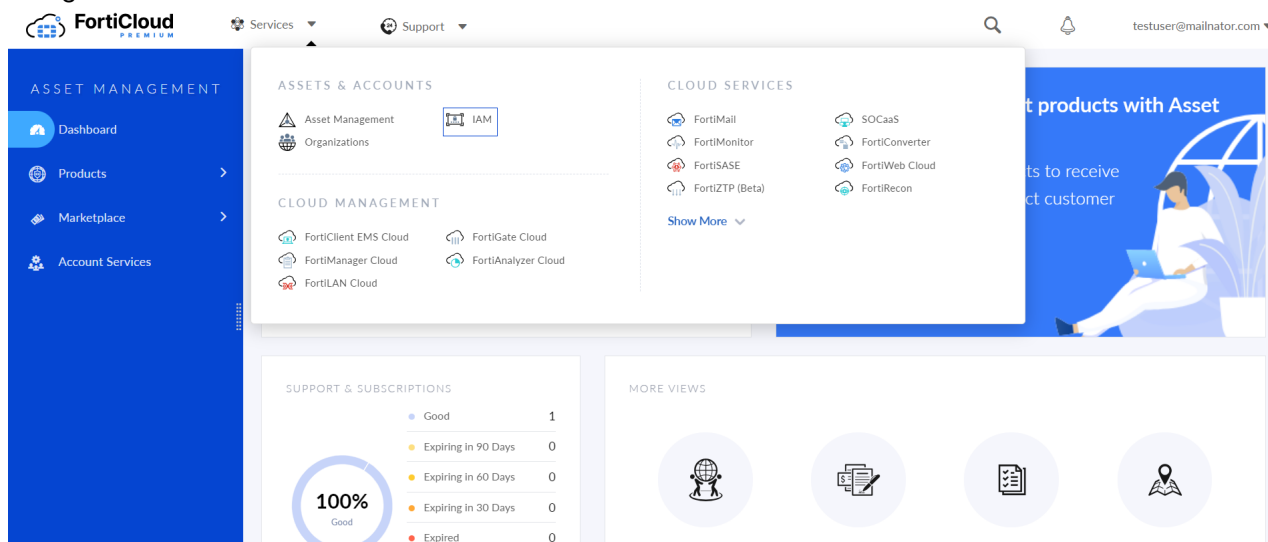 FortiCloud
PREMIUM
Services
Support
testuser@mailnator.com
ASSET MANAGEMENT
Dashboard
Products
Marketplace
Account Services
ASSETS & ACCOUNTS
Asset Management
IAM
Organizations
CLOUD MANAGEMENT
FortiClient EMS Cloud
FortiGate Cloud
FortiManager Cloud
FortiAnalyzer Cloud
FortiLAN Cloud
CLOUD SERVICES
FortiMail
SOCaaS
FortiMonitor
FortiConverter
FortiSASE
FortiWeb Cloud
FortiZTP (Beta)
FortiRecon
Show More
t products with Asset
ts to receive
ct customer
SUPPORT & SUBSCRIPTIONS
Good 1
Expiring in 90 Days 0
Expiring in 60 Days 0
Expiring in 30 Days 0
Expired 0
100%
Good
MORE VIEWS